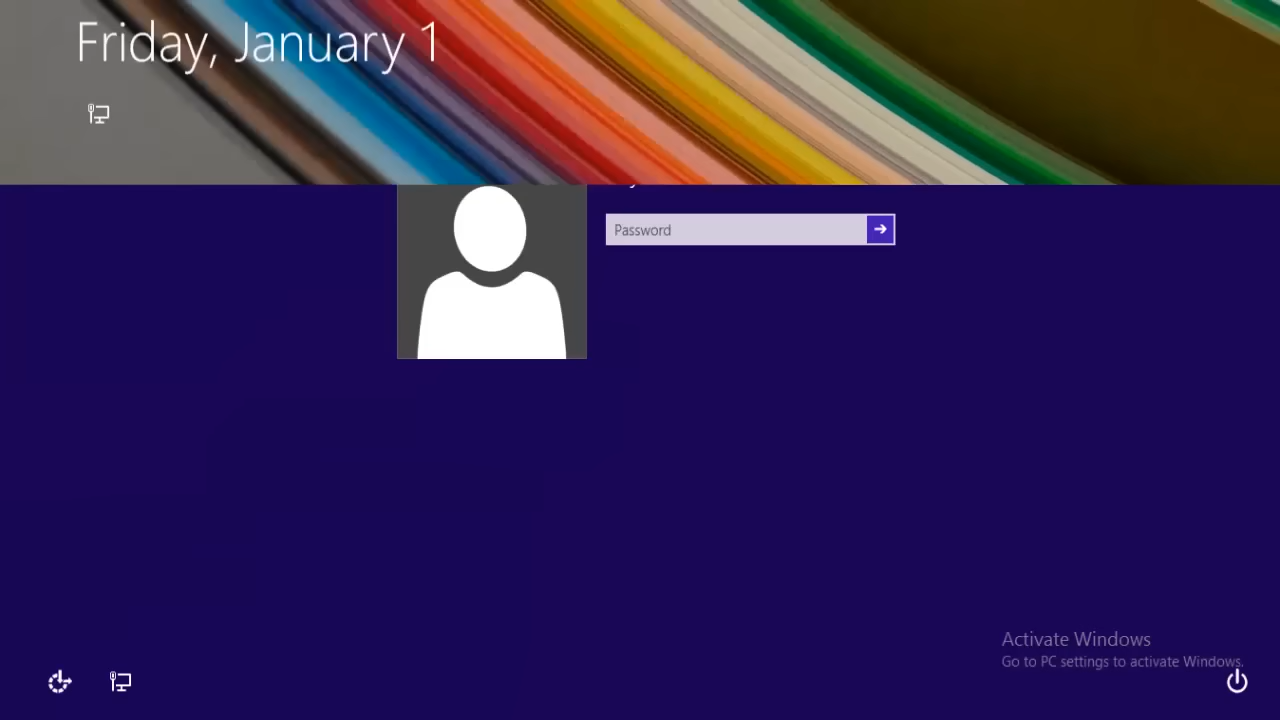 Friday, January 1
Password
Activate Windows
Go to PC settings to activate Windows.